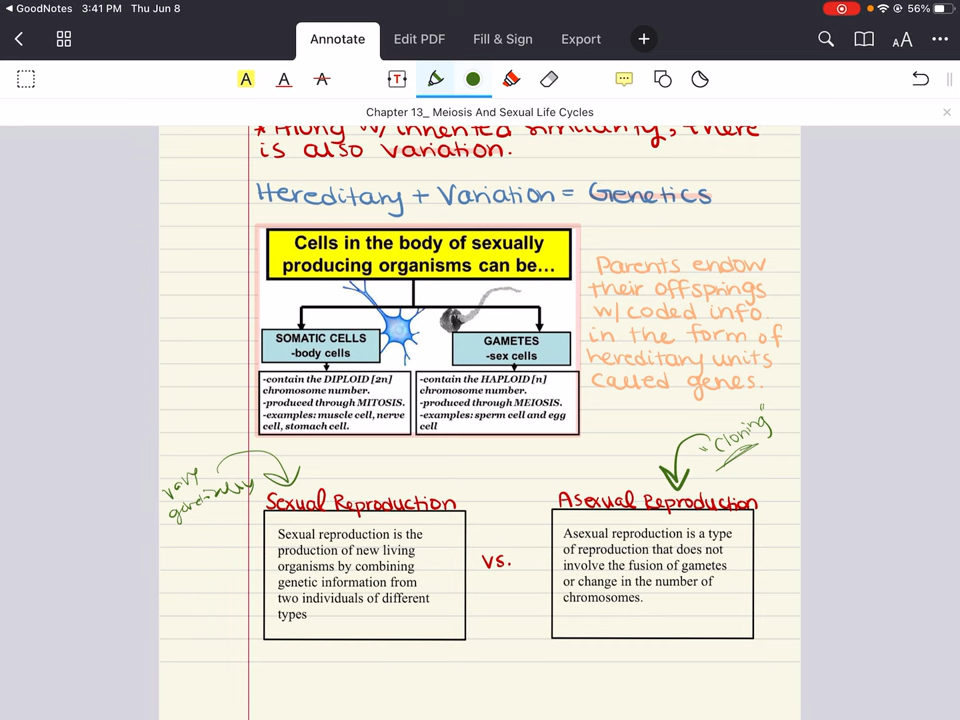 GoodNotes 3:41 PM Thu Jun 8 56%
Annotate Edit PDF Fill & Sign Export
A A A T AA
Chapter 13_ Meiosis And Sexual Life Cycles
* Along w/ inherited similarity, there
is also variation.
Hereditary + Variation = Genetics
Cells in the body of sexually
producing organisms can be...
SOMATIC CELLS
-body cells
GAMETES
-sex cells
-contain the DIPLOID [2n]
chromosome number.
-produced through MITOSIS.
-examples: muscle cell, nerve
cell, stomach cell.
-contain the HAPLOID [n]
chromosome number.
-produced through MEIOSIS.
-examples: sperm cell and egg
cell
Parents endow
their offsprings
w/ coded info.
in the form of
hereditary units
called genes.
"cloning"
vary
Sexual Reproduction
Sexual reproduction is the
production of new living
organisms by combining
genetic information from
two individuals of different
types
vs.
Asexual Reproduction
Asexual reproduction is a type
of reproduction that does not
involve the fusion of gametes
or change in the number of
chromosomes.